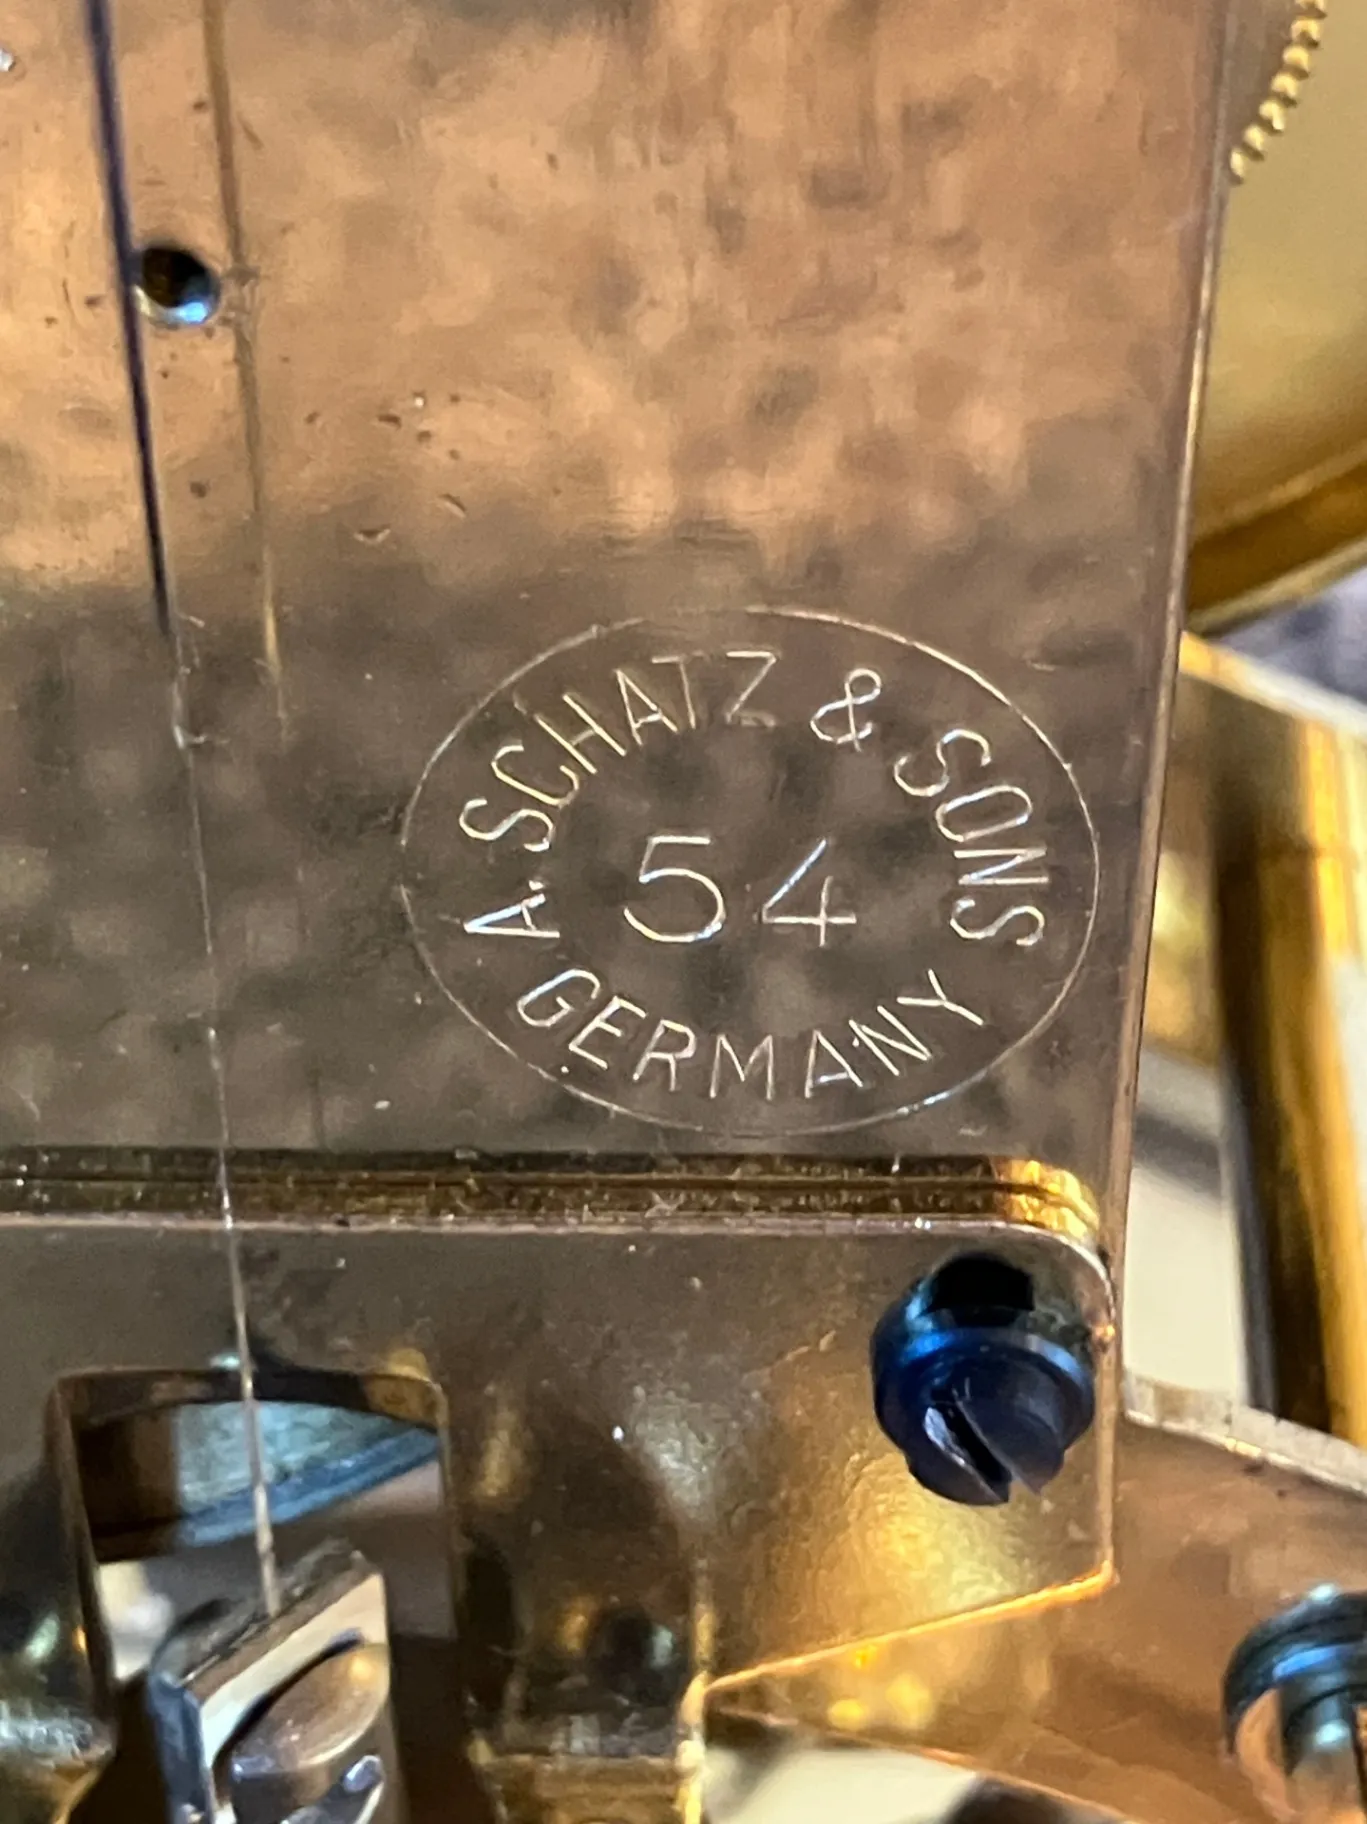 A. SCHATZ & SONS
54
GERMANY